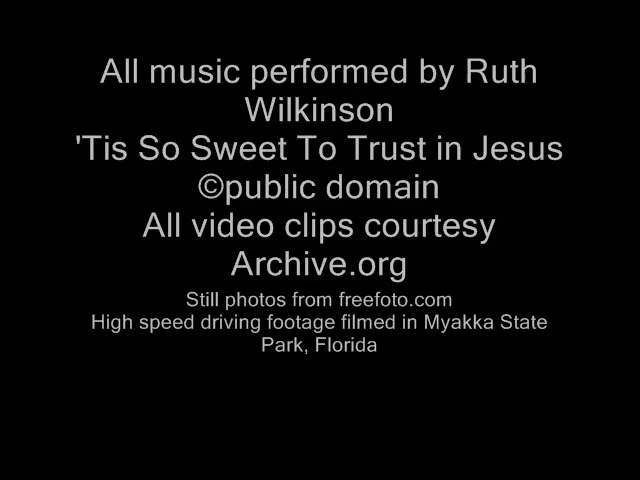 All music performed by Ruth
Wilkinson
'Tis So Sweet To Trust in Jesus
©public domain
All video clips courtesy
Archive.org
Still photos from freefoto.com
High speed driving footage filmed in Myakka State
Park, Florida